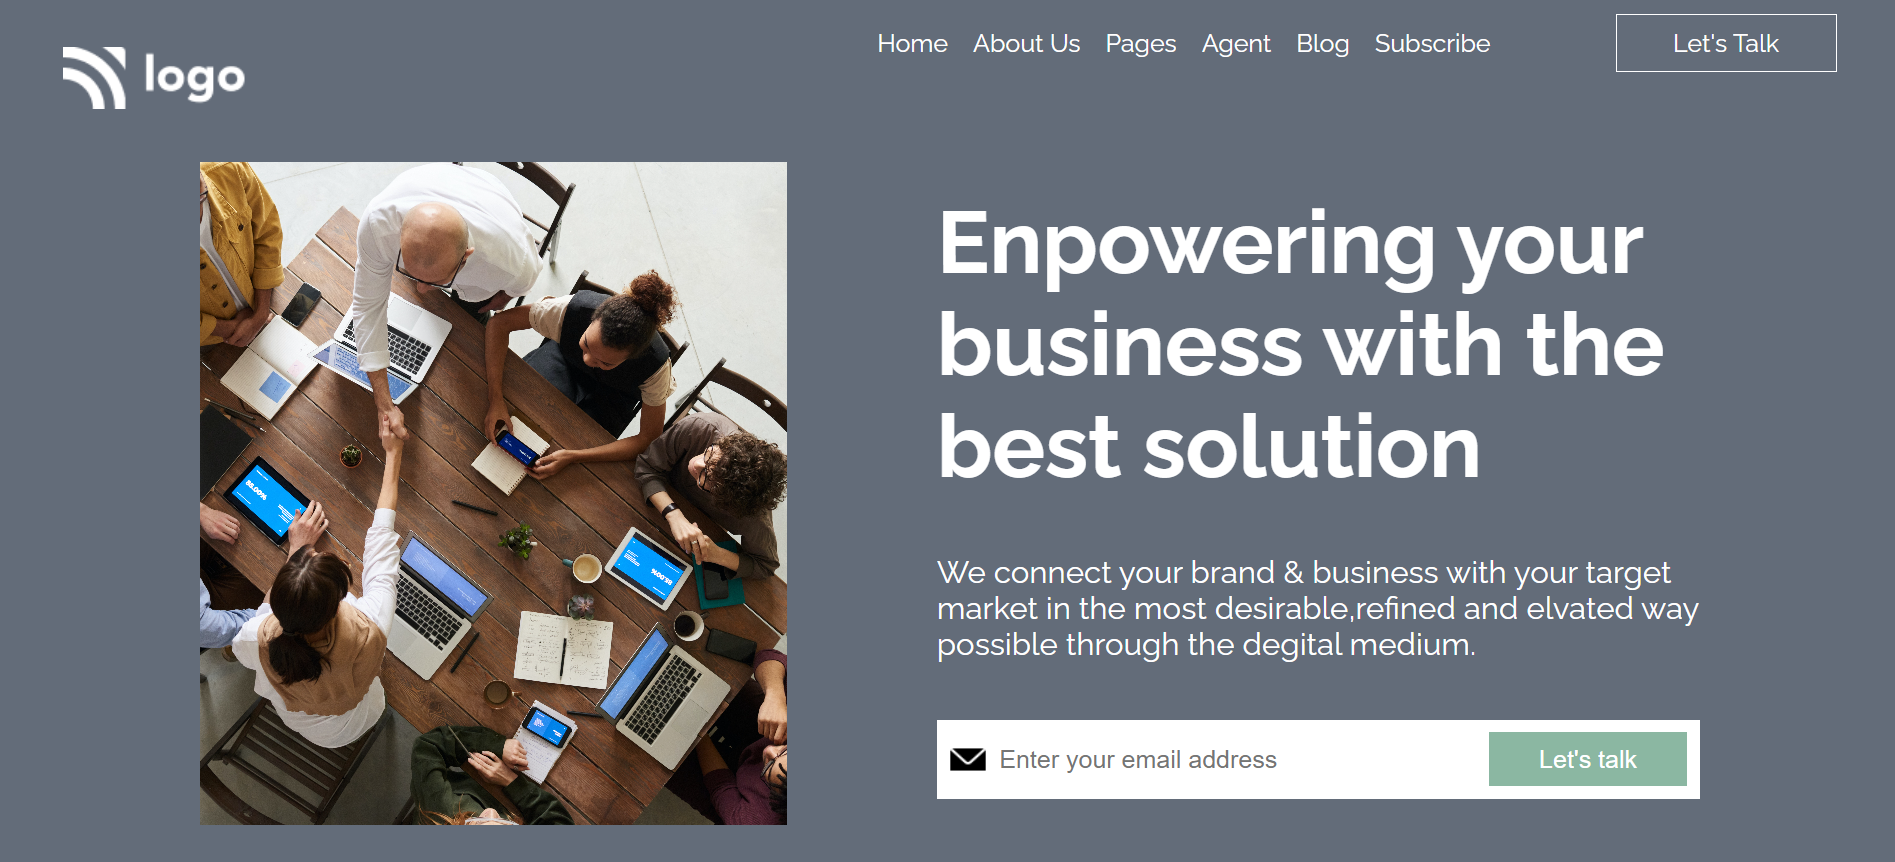 logo
Home About Us Pages Agent Blog Subscribe
Let's Talk
Enpowering your
business with the
best solution
We connect your brand & business with your target
market in the most desirable,refined and elvated way
possible through the degital medium.
Enter your email address
Let's talk